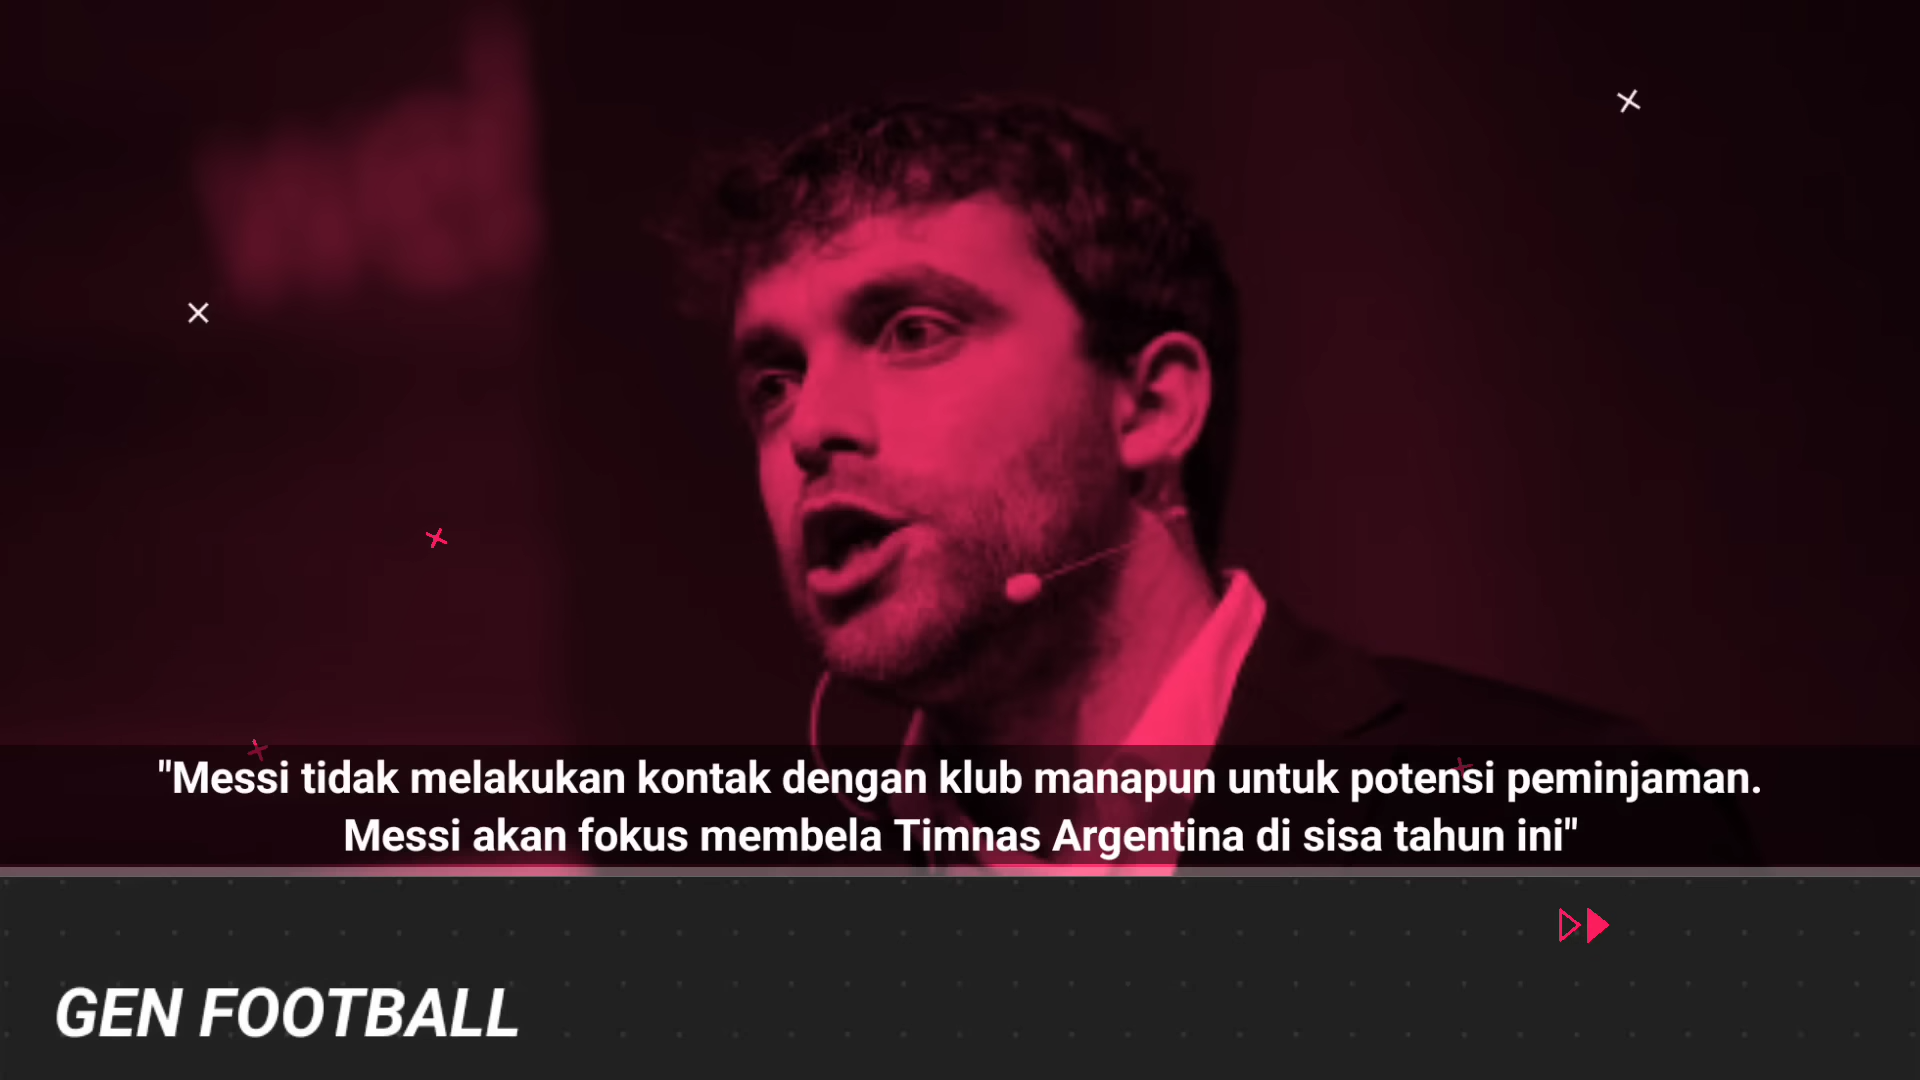 "Messi tidak melakukan kontak dengan klub manapun untuk potensi peminjaman.
Messi akan fokus membela Timnas Argentina di sisa tahun ini"
GEN FOOTBALL